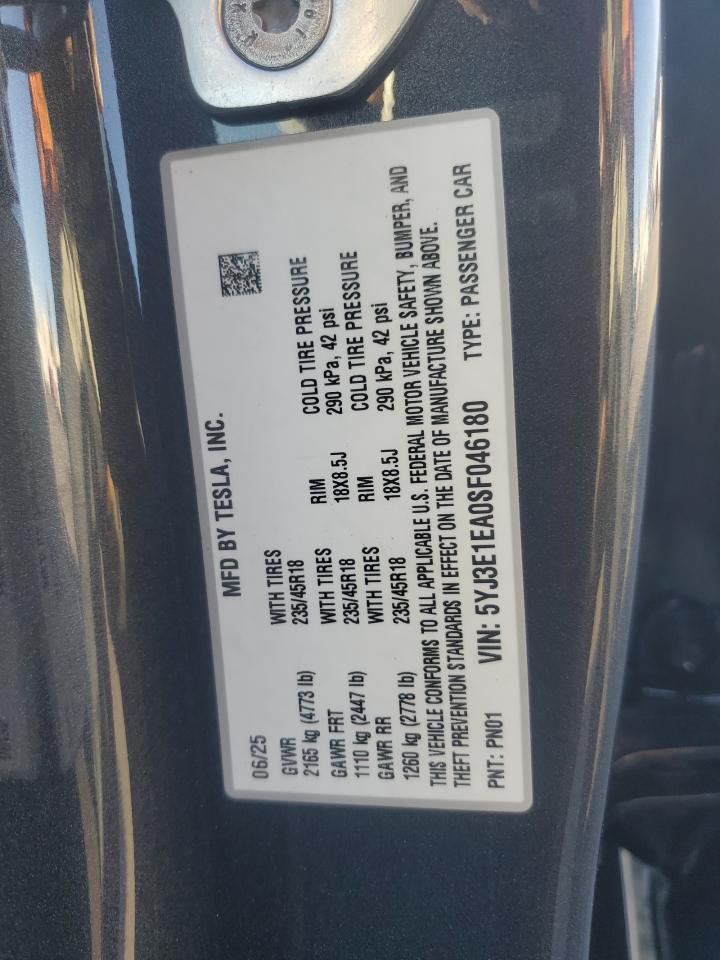 MFD BY TESLA, INC.
06/25
GVWR WITH TIRES RIM COLD TIRE PRESSURE
2165 kg (4773 lb) 235/45R18 18X8.5J 290 kPa, 42 psi
GAWR FRT WITH TIRES RIM COLD TIRE PRESSURE
1110 kg (2447 lb) 235/45R18 18X8.5J 290 kPa, 42 psi
GAWR RR WITH TIRES
1260 kg (2778 lb) 235/45R18
THIS VEHICLE CONFORMS TO ALL APPLICABLE U.S. FEDERAL MOTOR VEHICLE SAFETY, BUMPER, AND
THEFT PREVENTION STANDARDS IN EFFECT ON THE DATE OF MANUFACTURE SHOWN ABOVE.
PNT: PN01 VIN: 5YJ3E1EA0SF046180 TYPE: PASSENGER CAR